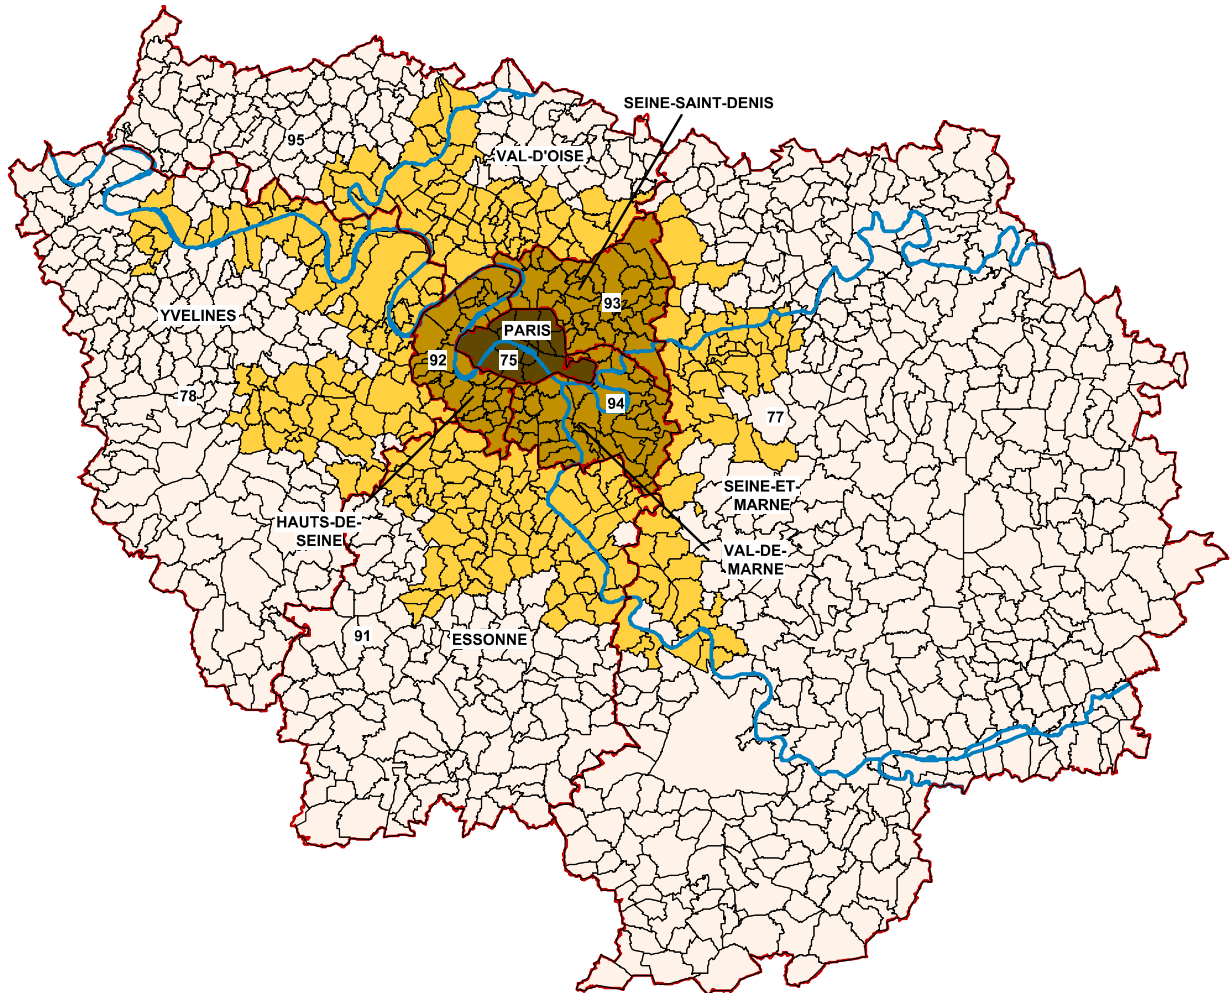 SEINE-SAINT-DENIS
95
VAL-D'OISE
93
YVELINES
PARIS
92
75
78
94
77
SEINE-ET-
MARNE
HAUTS-DE-
SEINE
VAL-DE-
MARNE
91
ESSONNE